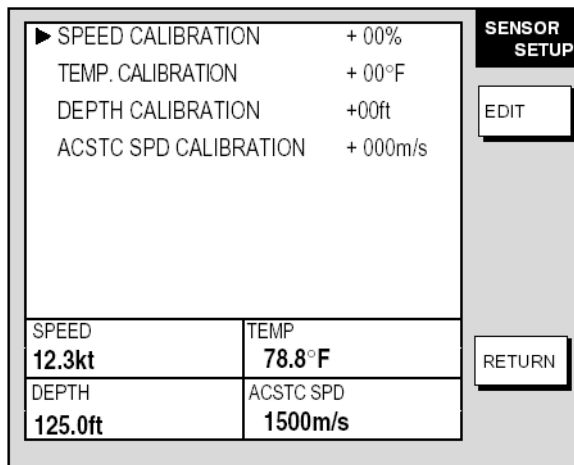 ▶ SPEED CALIBRATION + 00%
TEMP. CALIBRATION + 00°F
DEPTH CALIBRATION +00ft
ACSTC SPD CALIBRATION + 000m/s
SENSOR
SETUP
EDIT
SPEED
12.3kt
TEMP
78.8°F
DEPTH
125.0ft
ACSTC SPD
1500m/s
RETURN